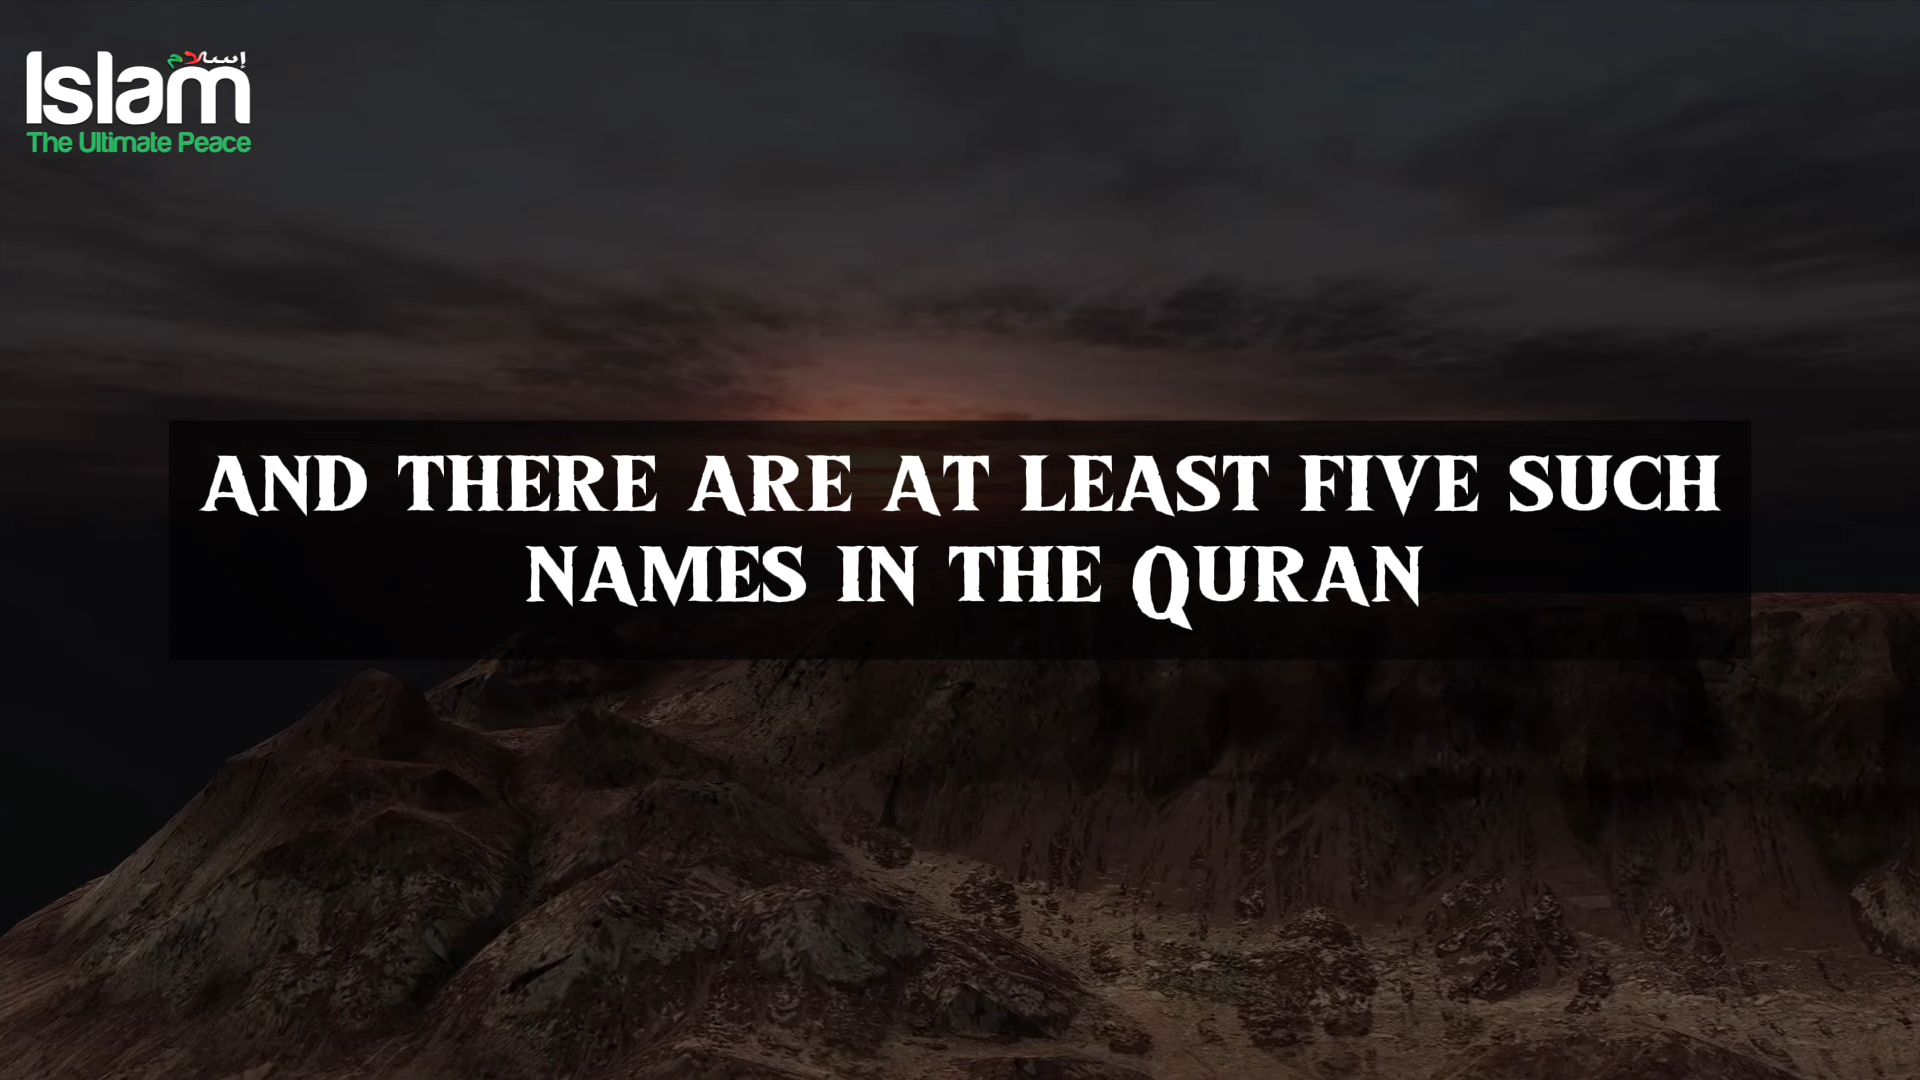 إسلام
Islam
The Ultimate Peace
AND THERE ARE AT LEAST FIVE SUCH
NAMES IN THE QURAN